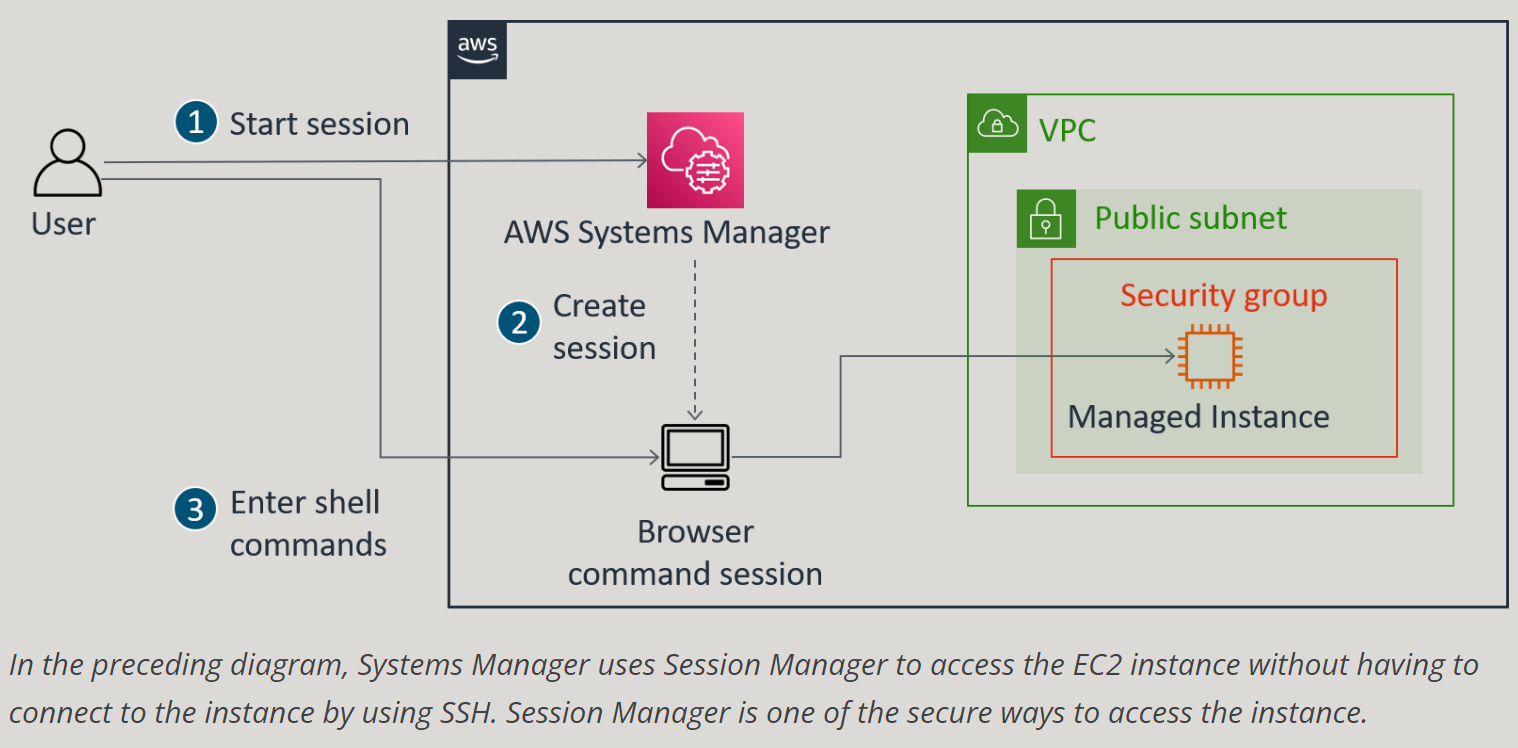 aws
1 Start session
User
AWS Systems Manager
2 Create
session
3 Enter shell
commands
Browser
command session
VPC
Public subnet
Security group
Managed Instance
In the preceding diagram, Systems Manager uses Session Manager to access the EC2 instance without having to
connect to the instance by using SSH. Session Manager is one of the secure ways to access the instance.